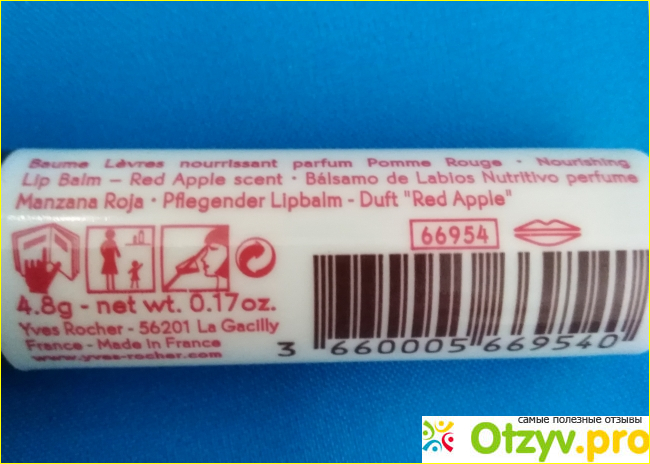 Baume Lèvres nourrissant parfum Pomme Rouge • Nourishing
Lip Balm – Red Apple scent • Bálsamo de Labios Nutritivo perfume
Manzana Roja • Pflegender Lipbalm - Duft "Red Apple"
66954
4.8g - net wt. 0.17oz.
Yves Rocher - 56201 La Gacilly
France - Made in France
www.yves-rocher.com
3 660005 669540
самые полезные отзывы
Otzyv.pro